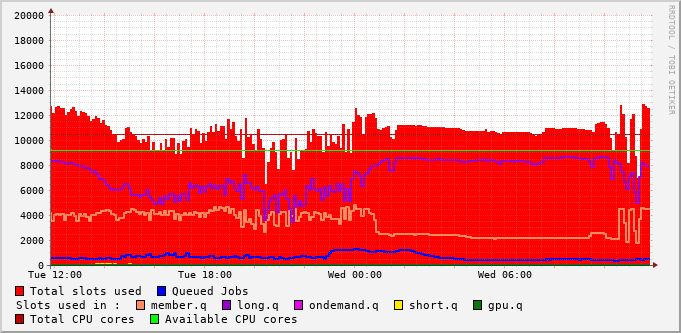 20000
18000
16000
14000
12000
10000
8000
6000
4000
2000
0
Tue 12:00 Tue 18:00 Wed 00:00 Wed 06:00
Total slots used Queued Jobs
Slots used in : member.q long.q ondemand.q short.q gpu.q
Total CPU cores Available CPU cores
RRDTOOL / TOBI OETIKER